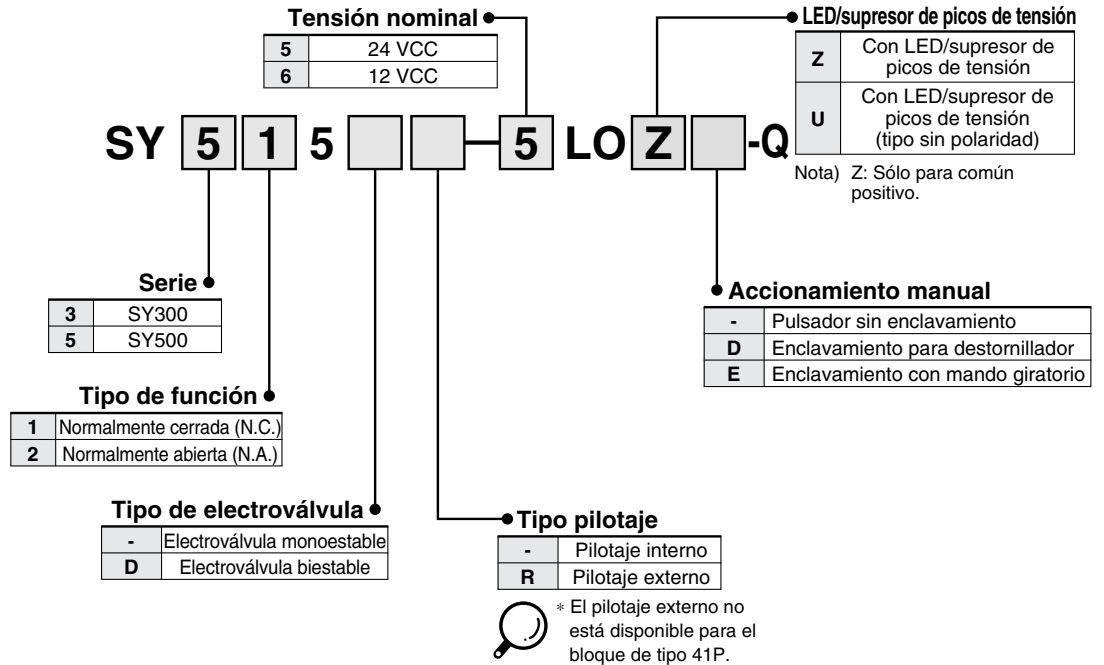 Tensión nominal
5 24 VCC
6 12 VCC
LED/supresor de picos de tensión
Z Con LED/supresor de
picos de tensión
U Con LED/supresor de
picos de tensión
(tipo sin polaridad)
Nota) Z: Sólo para común
positivo.
SY 5 1 5 - 5 LO Z -Q
Serie
3 SY300
5 SY500
Tipo de función
1 Normalmente cerrada (N.C.)
2 Normalmente abierta (N.A.)
Tipo de electroválvula
- Electroválvula monoestable
D Electroválvula biestable
Tipo pilotaje
- Pilotaje interno
R Pilotaje externo
* El pilotaje externo no
está disponible para el
bloque de tipo 41P.
Accionamiento manual
- Pulsador sin enclavamiento
D Enclavamiento para destornillador
E Enclavamiento con mando giratorio